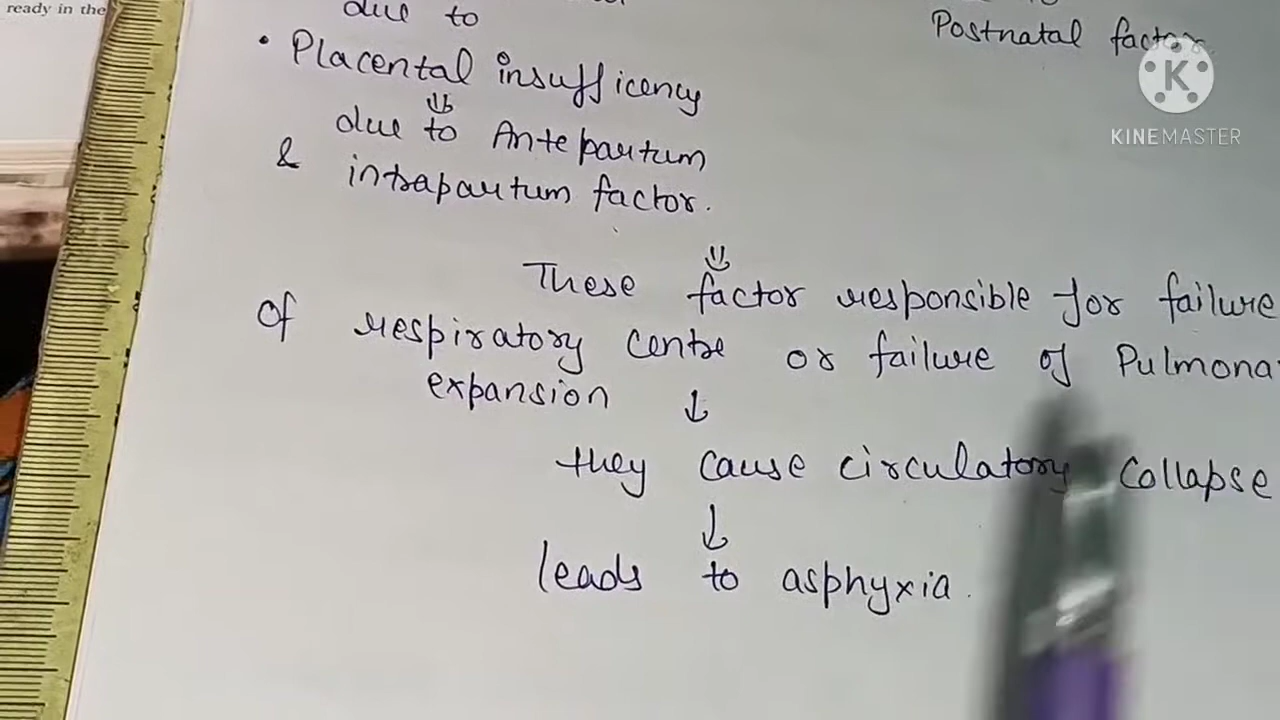 ready in the
due to
Postnatal factor
• Placental insufficency
due to Antepartum
& intrapartum factor.
These factor responsible for failure
of respiratory centre or failure of Pulmona
expansion
they cause circulatory collapse
leads to asphyxia.
K
KINEMASTER